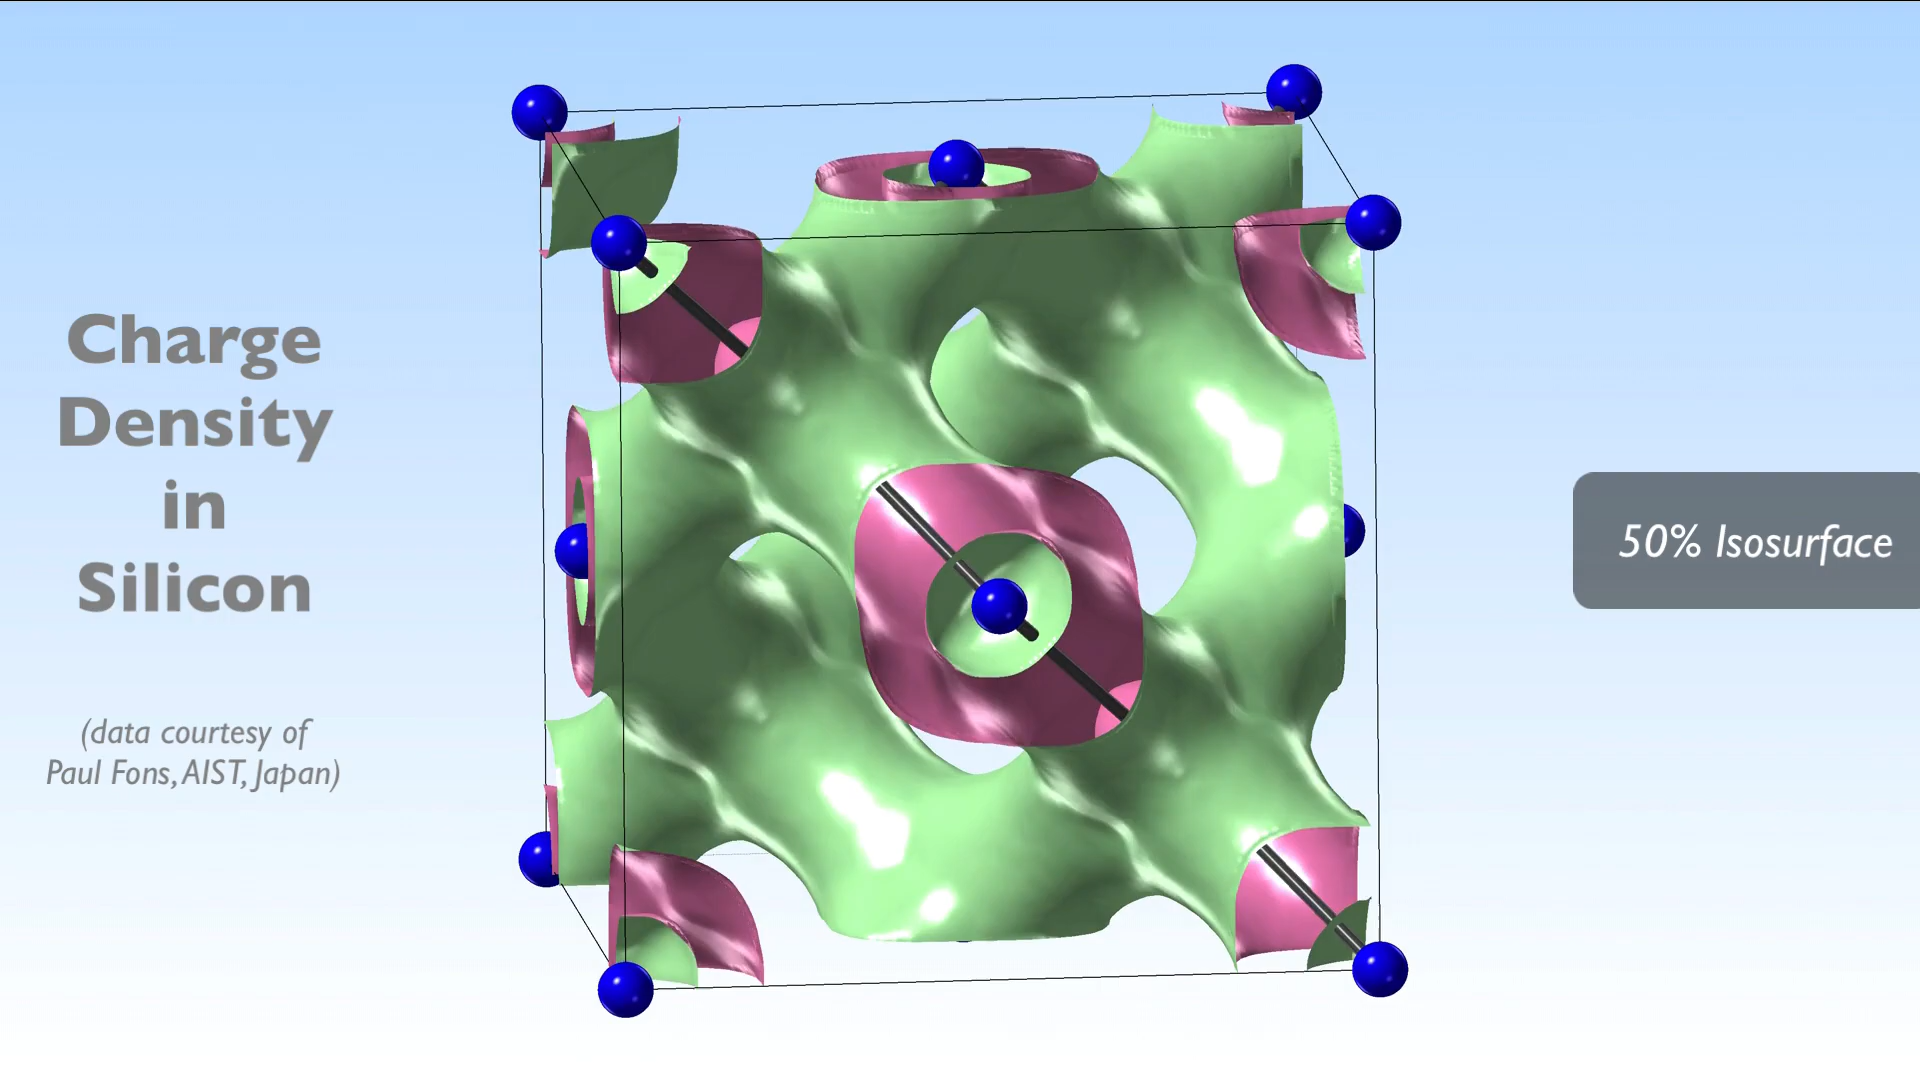 Charge
Density
in
Silicon
(data courtesy of
Paul Fons, AIST, Japan)
50% Isosurface